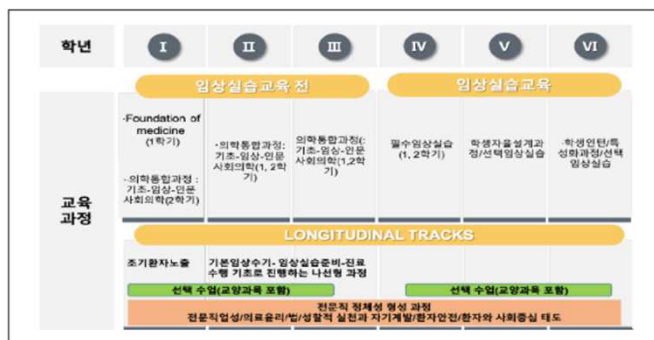 학년
I
II
III
IV
V
VI
임상실습교육 전
임상실습교육
교육
과정
-Foundation of
medicine
(1학기)
-의학통합과정 :
기초-임상-인문
사회의학(2학기)
-의학통합과정:
기초-임상-인문
사회의학(1, 2학
기)
의학통합과정(:
기초-임상-인문
사회의학(1,2학
기)
필수임상실습
(1, 2학기)
학생자율설계과
정/선택임상실습
-학생인턴/특
성화과정/선택
임상실습
LONGITUDINAL TRACKS
조기환자노출
기본임상수기- 임상실습준비-진료
수행 기초로 진행하는 나선형 과정
선택 수업(교양과목 포함)
선택 수업(교양과목 포함)
전문직 정체성 형성 과정
전문직업성/의료윤리/법/성찰적 실천과 자기계발/환자안전/환자와 사회중심 태도